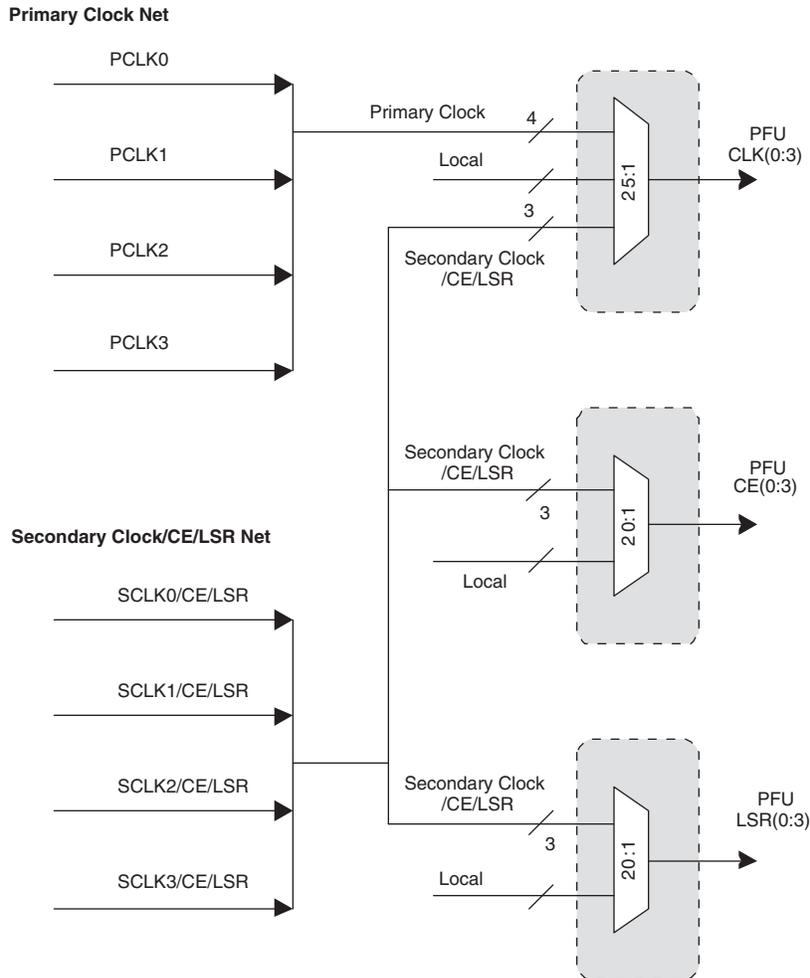 Primary Clock Net
PCLK0
PCLK1
PCLK2
PCLK3
Primary Clock
4
Local
3
Secondary Clock
/CE/LSR
25:1
PFU
CLK(0:3)
Secondary Clock
/CE/LSR
3
Local
20:1
PFU
CE(0:3)
Secondary Clock/CE/LSR Net
SCLK0/CE/LSR
SCLK1/CE/LSR
SCLK2/CE/LSR
SCLK3/CE/LSR
Secondary Clock
/CE/LSR
3
Local
20:1
PFU
LSR(0:3)